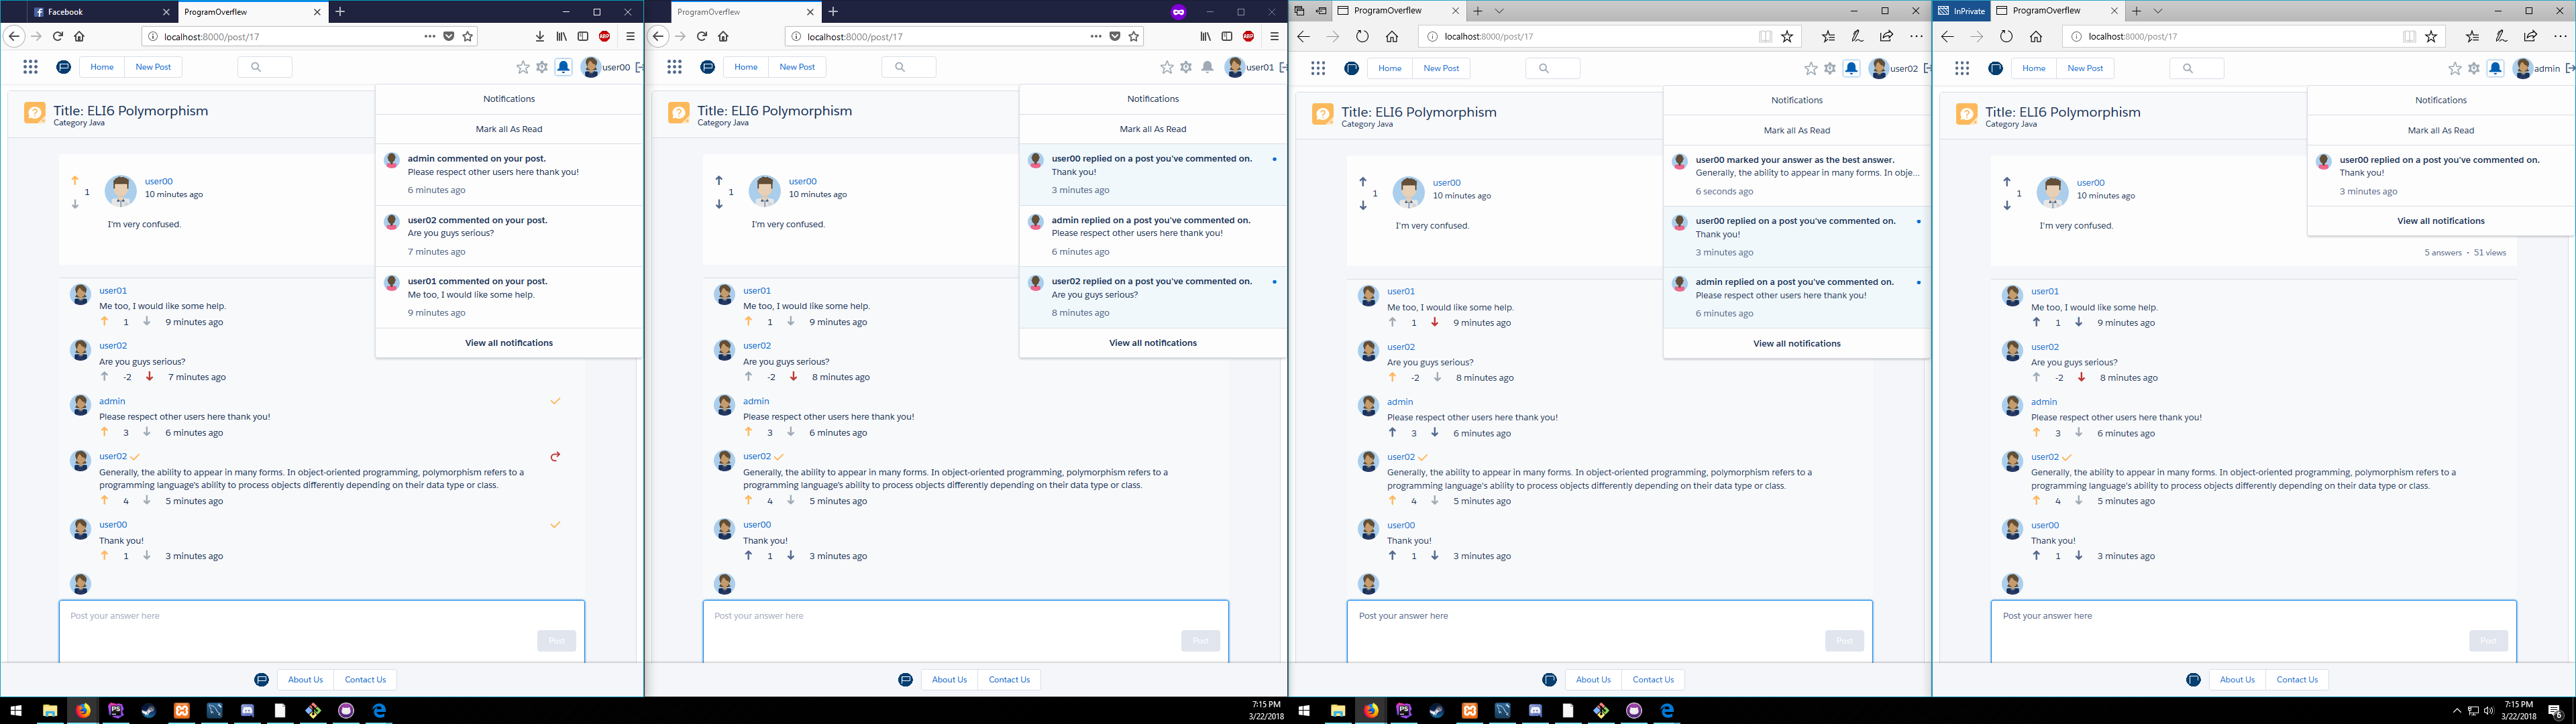 Facebook
ProgramOverflew
localhost:8000/post/17
Home
New Post
user00
Title: ELI6 Polymorphism
Category Java
1
user00
10 minutes ago
I'm very confused.
Notifications
Mark all As Read
admin commented on your post.
Please respect other users here thank you!
6 minutes ago
user02 commented on your post.
Are you guys serious?
7 minutes ago
user01 commented on your post.
Me too, I would like some help.
9 minutes ago
View all notifications
user01
Me too, I would like some help.
1 9 minutes ago
user02
Are you guys serious?
-2 7 minutes ago
admin
Please respect other users here thank you!
3 6 minutes ago
user02
Generally, the ability to appear in many forms. In object-oriented programming, polymorphism refers to a
programming language's ability to process objects differently depending on their data type or class.
4 5 minutes ago
user00
Thank you!
1 3 minutes ago
Post your answer here
Post
About Us
Contact Us
ProgramOverflew
localhost:8000/post/17
Home
New Post
user01
Title: ELI6 Polymorphism
Category Java
1
user00
10 minutes ago
I'm very confused.
Notifications
Mark all As Read
user00 replied on a post you've commented on.
Thank you!
3 minutes ago
admin replied on a post you've commented on.
Please respect other users here thank you!
6 minutes ago
user02 replied on a post you've commented on.
Are you guys serious?
8 minutes ago
View all notifications
user01
Me too, I would like some help.
1 9 minutes ago
user02
Are you guys serious?
-2 8 minutes ago
admin
Please respect other users here thank you!
3 6 minutes ago
user02
Generally, the ability to appear in many forms. In object-oriented programming, polymorphism refers to a
programming language's ability to process objects differently depending on their data type or class.
4 5 minutes ago
user00
Thank you!
1 3 minutes ago
Post your answer here
Post
About Us
Contact Us
7:15 PM
3/22/2018
ProgramOverflew
localhost:8000/post/17
Home
New Post
user02
Title: ELI6 Polymorphism
Category Java
1
user00
10 minutes ago
I'm very confused.
Notifications
Mark all As Read
user00 marked your answer as the best answer.
Generally, the ability to appear in many forms. In obje...
6 seconds ago
user00 replied on a post you've commented on.
Thank you!
3 minutes ago
admin replied on a post you've commented on.
Please respect other users here thank you!
6 minutes ago
View all notifications
user01
Me too, I would like some help.
1 9 minutes ago
user02
Are you guys serious?
-2 8 minutes ago
admin
Please respect other users here thank you!
3 6 minutes ago
user02
Generally, the ability to appear in many forms. In object-oriented programming, polymorphism refers to a
programming language's ability to process objects differently depending on their data type or class.
4 5 minutes ago
user00
Thank you!
1 3 minutes ago
Post your answer here
Post
About Us
Contact Us
InPrivate
ProgramOverflew
localhost:8000/post/17
Home
New Post
admin
Title: ELI6 Polymorphism
Category Java
1
user00
10 minutes ago
I'm very confused.
Notifications
Mark all As Read
user00 replied on a post you've commented on.
Thank you!
3 minutes ago
View all notifications
5 answers • 51 views
user01
Me too, I would like some help.
1 9 minutes ago
user02
Are you guys serious?
-2 8 minutes ago
admin
Please respect other users here thank you!
3 6 minutes ago
user02
Generally, the ability to appear in many forms. In object-oriented programming, polymorphism refers to a
programming language's ability to process objects differently depending on their data type or class.
4 5 minutes ago
user00
Thank you!
1 3 minutes ago
Post your answer here
Post
About Us
Contact Us
7:15 PM
3/22/2018